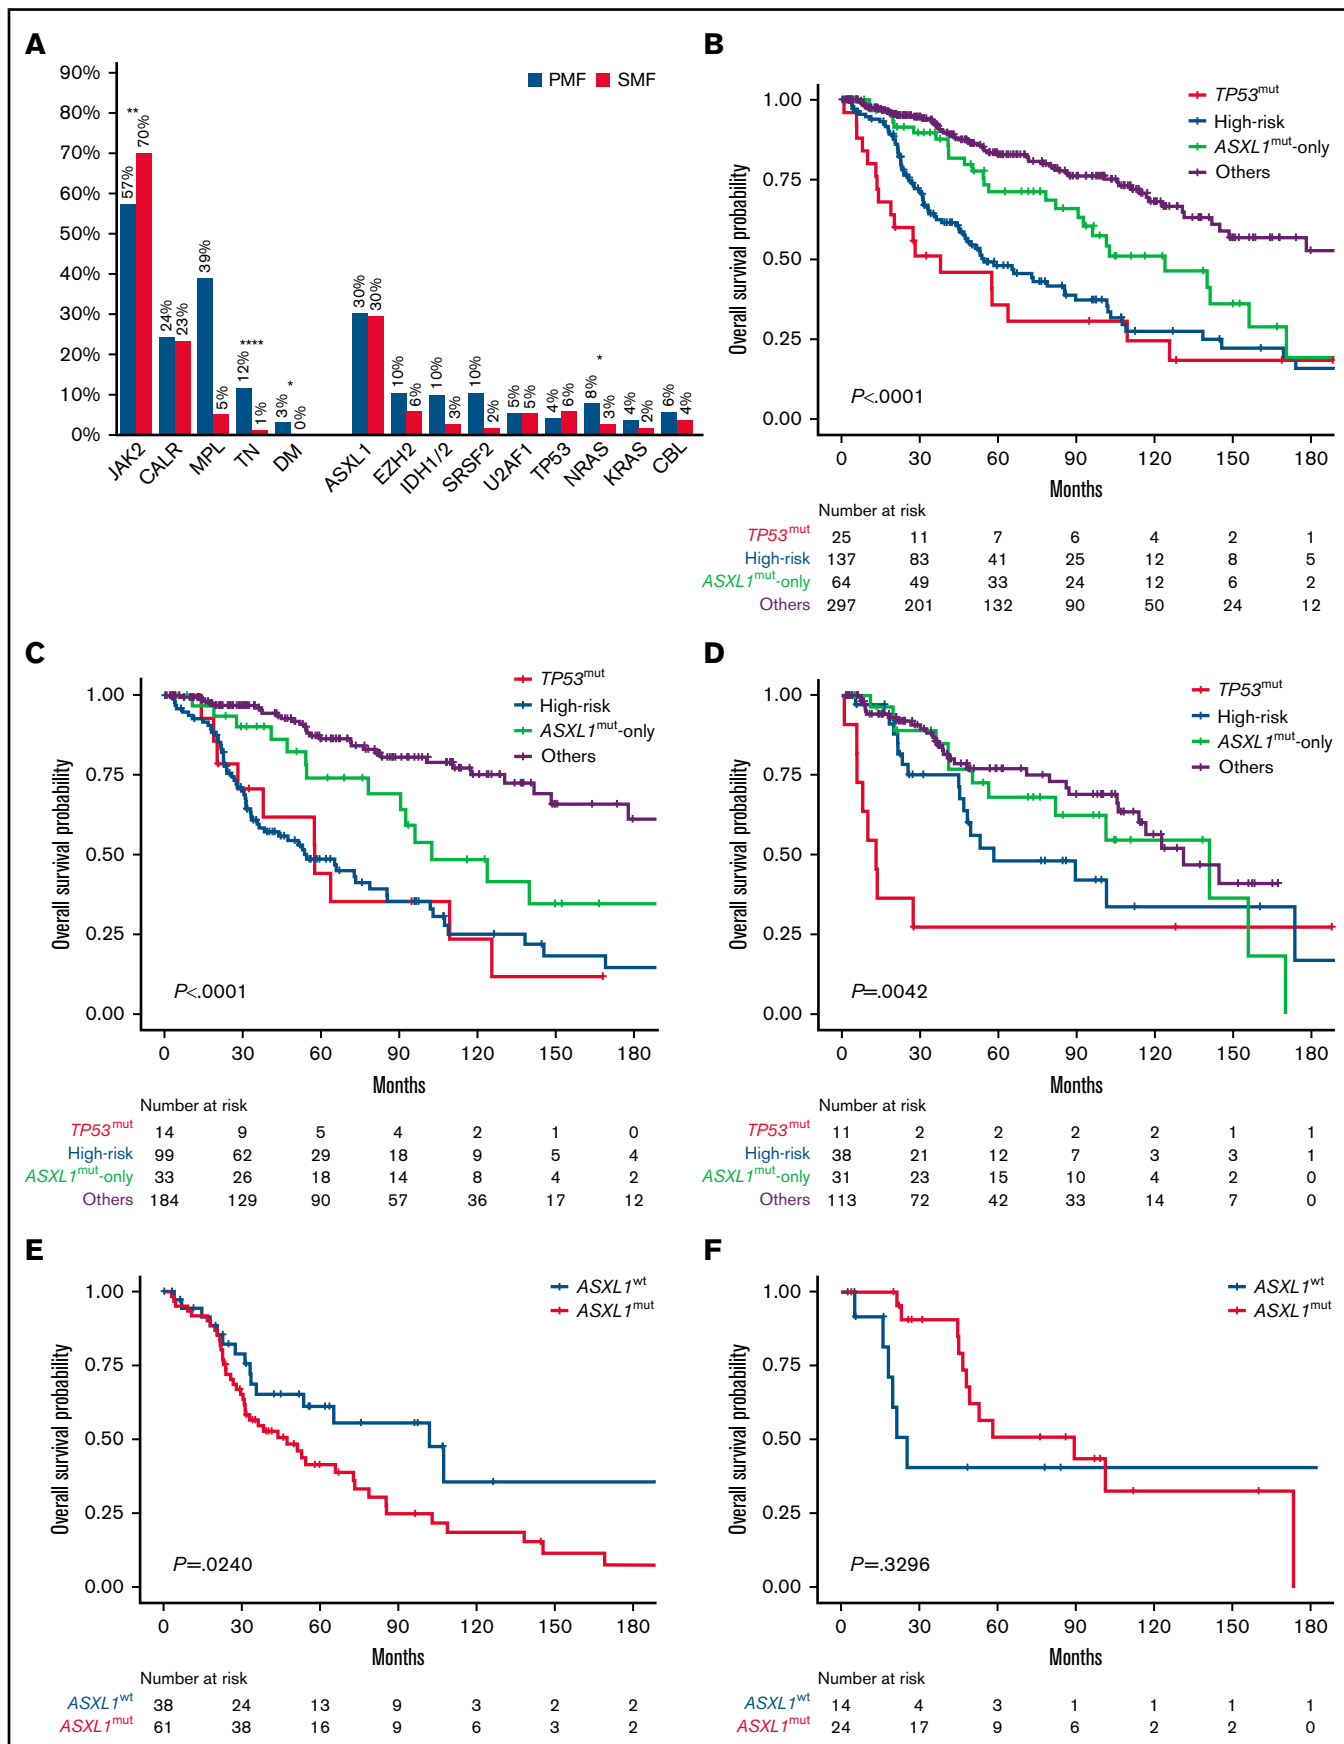 A
90%
80%
70%
60%
50%
40%
30%
20%
10%
0%
PMF SMF
** **** * *
57% 70% 24% 23% 39% 5% 12% 1% 3% 0% 30% 30% 10% 6% 10% 3% 10% 2% 5% 5% 4% 6% 8% 3% 4% 2% 6% 4%
JAK2 CALR MPL TN DM ASXL1 EZH2 IDH1/2 SRSF2 U2AF1 TP53 NRAS KRAS CBL
B
Overall survival probability
1.00
0.75
0.50
0.25
0.00
TP53mut
High-risk
ASXL1mut-only
Others
P<.0001
0 30 60 90 120 150 180
Months
Number at risk
TP53mut 25 11 7 6 4 2 1
High-risk 137 83 41 25 12 8 5
ASXL1mut-only 64 49 33 24 12 6 2
Others 297 201 132 90 50 24 12
C
Overall survival probability
1.00
0.75
0.50
0.25
0.00
TP53mut
High-risk
ASXL1mut-only
Others
P<.0001
0 30 60 90 120 150 180
Months
Number at risk
TP53mut 14 9 5 4 2 1 0
High-risk 99 62 29 18 9 5 4
ASXL1mut-only 33 26 18 14 8 4 2
Others 184 129 90 57 36 17 12
D
Overall survival probability
1.00
0.75
0.50
0.25
0.00
TP53mut
High-risk
ASXL1mut-only
Others
P=.0042
0 30 60 90 120 150 180
Months
Number at risk
TP53mut 11 2 2 2 2 1 1
High-risk 38 21 12 7 3 3 1
ASXL1mut-only 31 23 15 10 4 2 0
Others 113 72 42 33 14 7 0
E
Overall survival probability
1.00
0.75
0.50
0.25
0.00
ASXL1wt
ASXL1mut
P=.0240
0 30 60 90 120 150 180
Months
Number at risk
ASXL1wt 38 24 13 9 3 2 2
ASXL1mut 61 38 16 9 6 3 2
F
Overall survival probability
1.00
0.75
0.50
0.25
0.00
ASXL1wt
ASXL1mut
P=.3296
0 30 60 90 120 150 180
Months
Number at risk
ASXL1wt 14 4 3 1 1 1 1
ASXL1mut 24 17 9 6 2 2 0